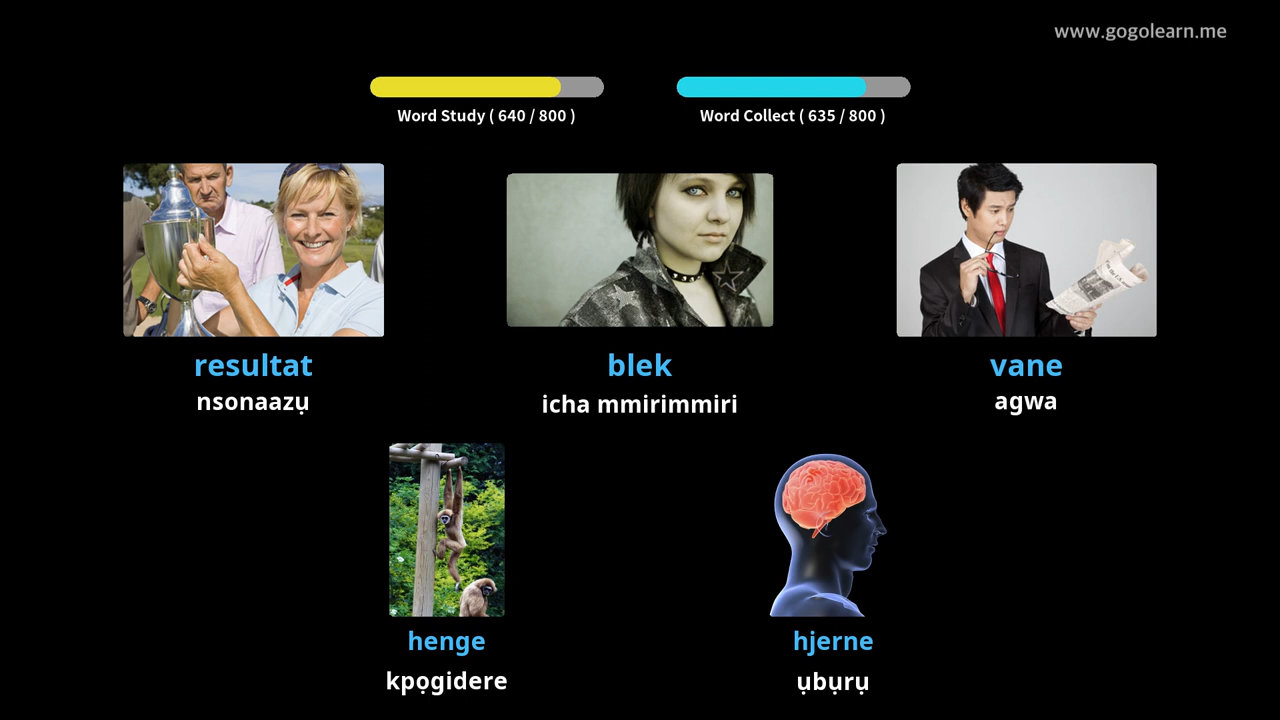 www.gogolearn.me
Word Study ( 640 / 800 )
Word Collect ( 635 / 800 )
resultat
blek
vane
nsonaazụ
icha mmirimmiri
agwa
henge
hjerne
kpọgidere
ụbụrụ